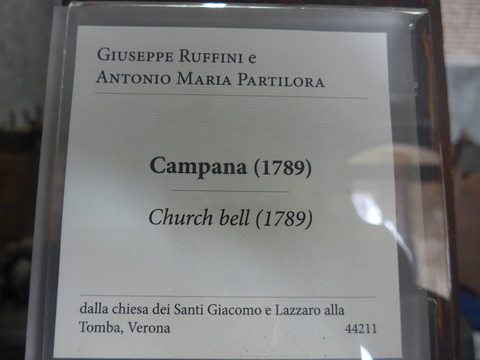 Giuseppe Ruffini e
Antonio Maria Partilora
Campana (1789)
Church bell (1789)
dalla chiesa dei Santi Giacomo e Lazzaro alla
Tomba, Verona 44211